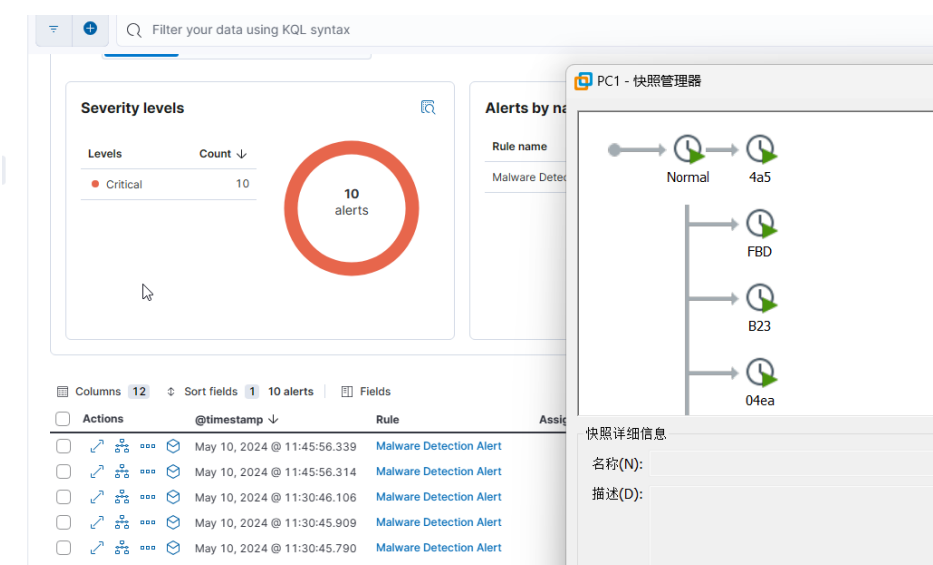 Filter your data using KQL syntax
Severity levels
Levels Count
Critical 10
10
alerts
Alerts by
Rule name
Malware
PC1 - 快照管理器
Normal
4a5
FBD
B23
04ea
快照详细信息
名称(N):
描述(D):
Columns 12 Sort fields 1 10 alerts Fields
Actions @timestamp Rule
May 10, 2024 @ 11:45:56.339 Malware Detection Alert
May 10, 2024 @ 11:45:56.314 Malware Detection Alert
May 10, 2024 @ 11:30:46.106 Malware Detection Alert
May 10, 2024 @ 11:30:45.909 Malware Detection Alert
May 10, 2024 @ 11:30:45.790 Malware Detection Alert